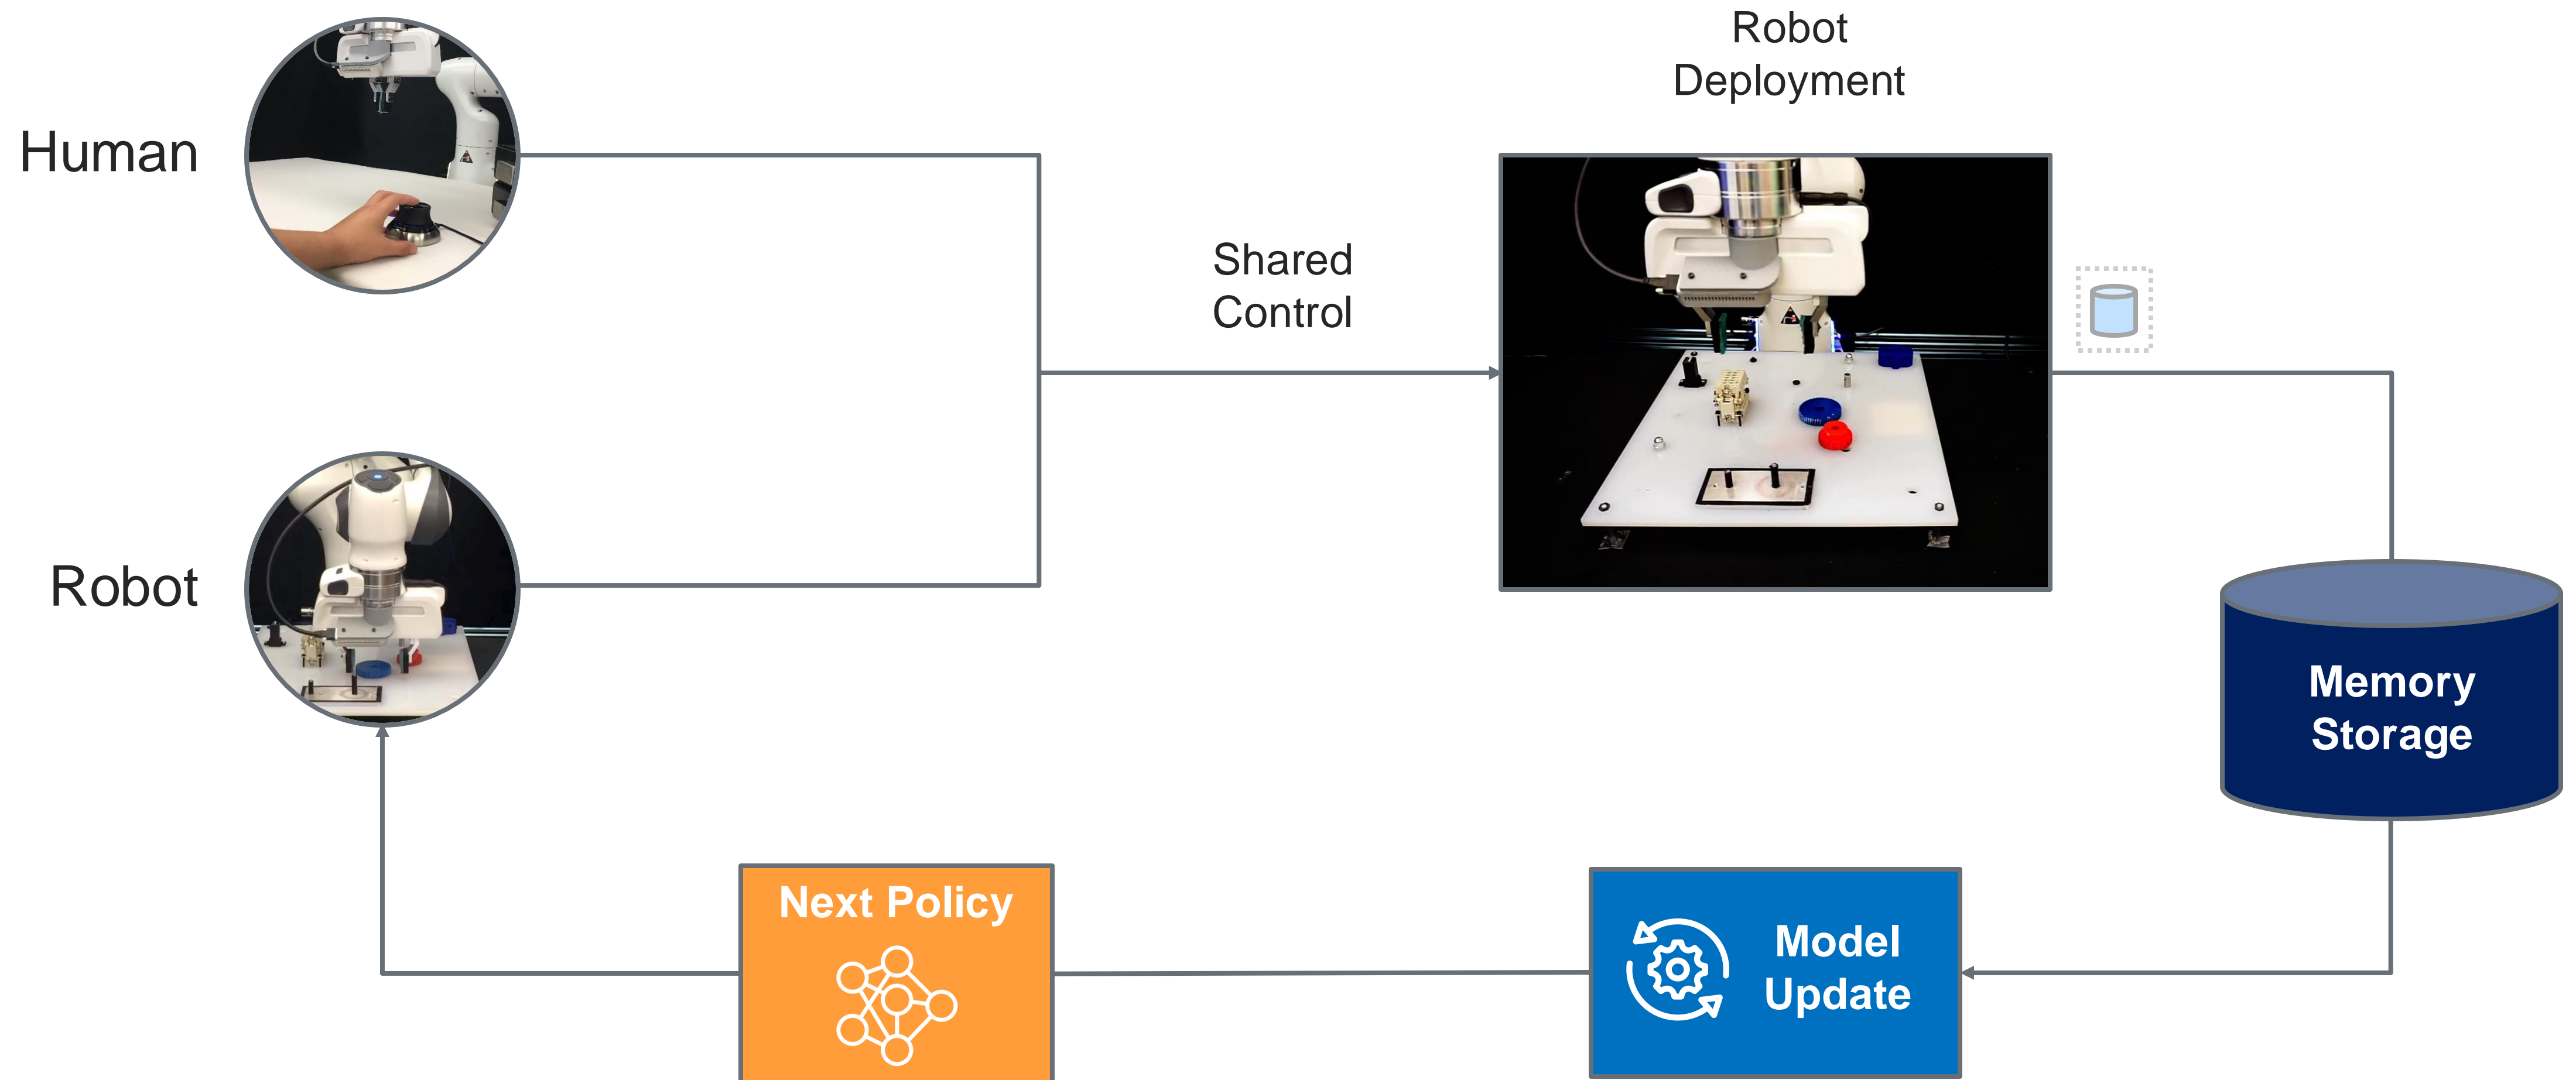 Robot
Deployment
Human
Shared
Control
Robot
Memory
Storage
Next Policy
Model
Update